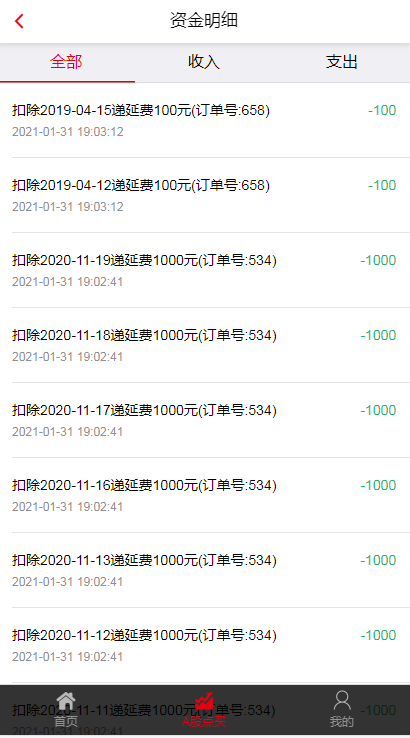 资金明细
全部 收入 支出
扣除2019-04-15递延费100元(订单号:658) -100
2021-01-31 19:03:12
扣除2019-04-12递延费100元(订单号:658) -100
2021-01-31 19:03:12
扣除2020-11-19递延费1000元(订单号:534) -1000
2021-01-31 19:02:41
扣除2020-11-18递延费1000元(订单号:534) -1000
2021-01-31 19:02:41
扣除2020-11-17递延费1000元(订单号:534) -1000
2021-01-31 19:02:41
扣除2020-11-16递延费1000元(订单号:534) -1000
2021-01-31 19:02:41
扣除2020-11-13递延费1000元(订单号:534) -1000
2021-01-31 19:02:41
扣除2020-11-12递延费1000元(订单号:534) -1000
2021-01-31 19:02:41
扣除2020-11-11递延费1000元(订单号:534) -1000
首页 A股点买 我的